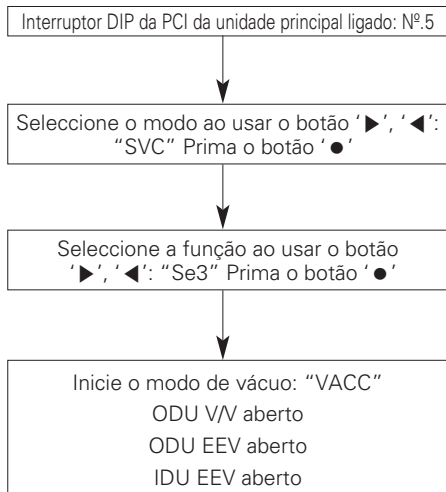 Interruptor DIP da PCI da unidade principal ligado: Nº.5
Seleccione o modo ao usar o botão ‘▶’, ‘◀’:
“SVC” Prima o botão ‘●’
Seleccione a função ao usar o botão
‘▶’, ‘◀’: “Se3” Prima o botão ‘●’
Inicie o modo de vácuo: “VACC”
ODU V/V aberto
ODU EEV aberto
IDU EEV aberto